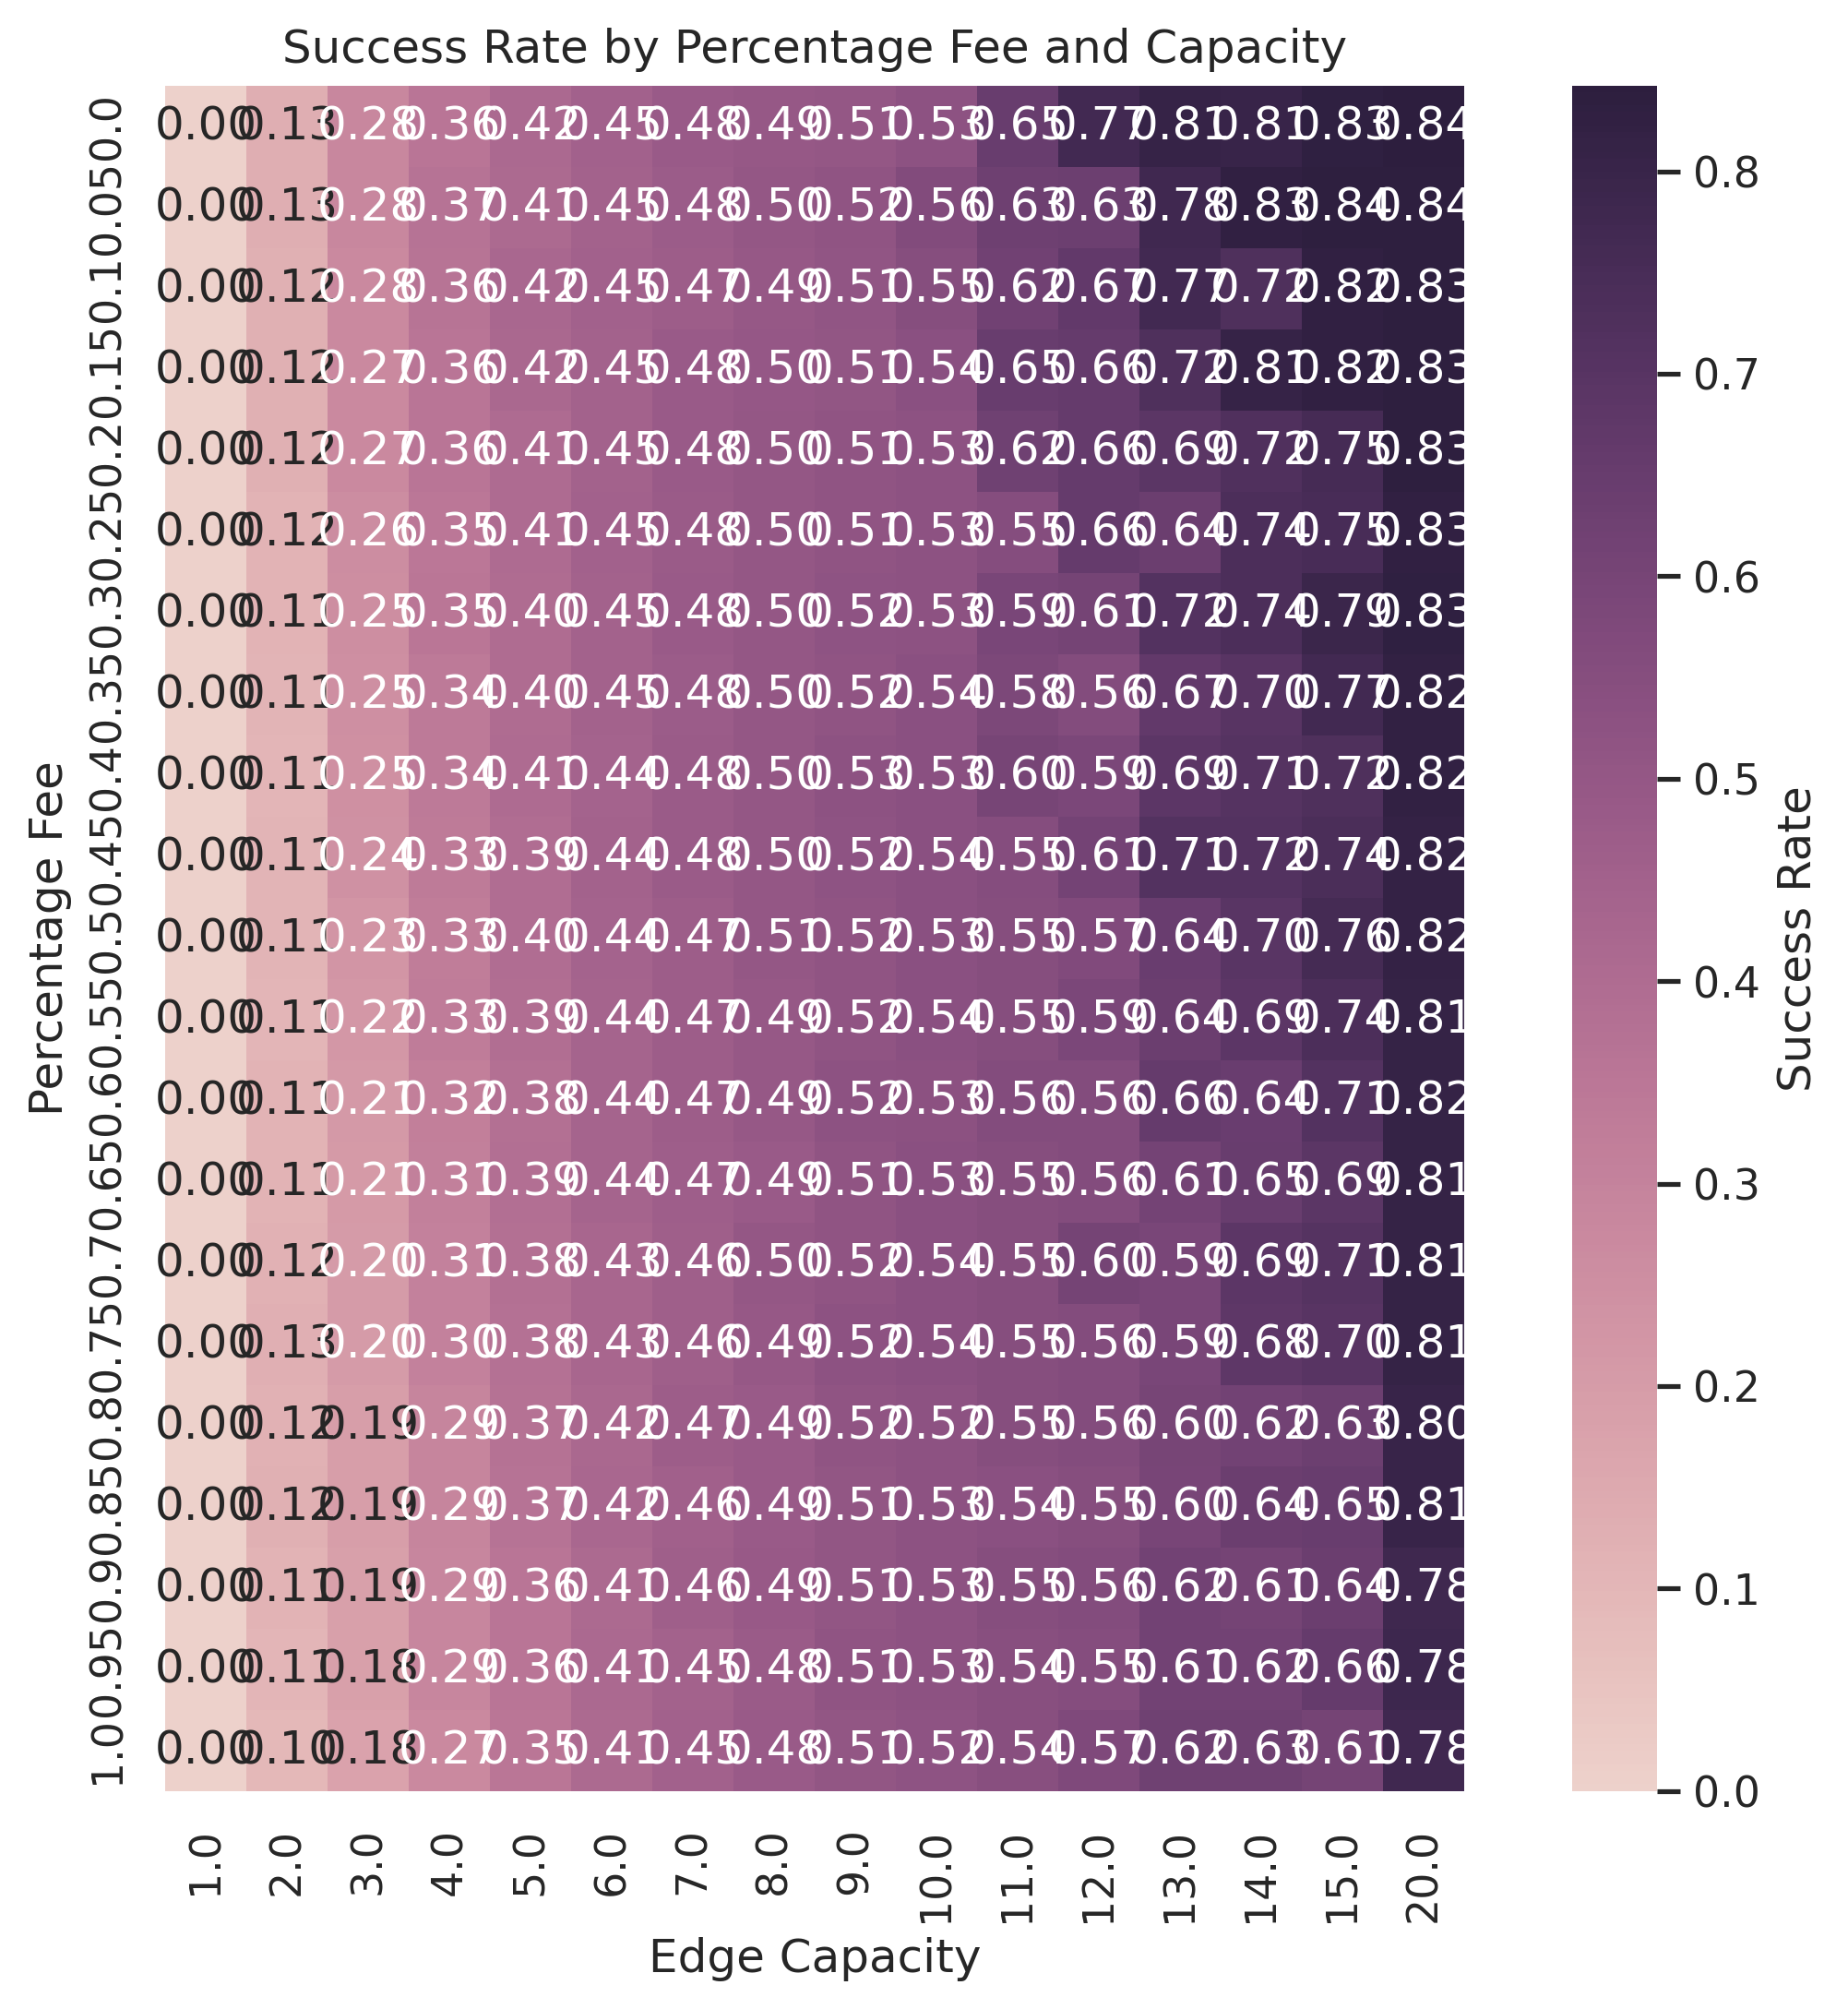 Success Rate by Percentage Fee and Capacity
0.0 0.00 0.13 0.28 0.36 0.42 0.45 0.48 0.49 0.51 0.53 0.65 0.77 0.81 0.81 0.83 0.84
0.05 0.00 0.13 0.28 0.37 0.41 0.45 0.48 0.50 0.52 0.56 0.63 0.63 0.78 0.83 0.84 0.84
0.1 0.00 0.12 0.28 0.36 0.42 0.45 0.47 0.49 0.51 0.55 0.62 0.67 0.77 0.72 0.82 0.83
0.15 0.00 0.12 0.27 0.36 0.42 0.45 0.48 0.50 0.51 0.54 0.65 0.66 0.72 0.81 0.82 0.83
0.2 0.00 0.12 0.27 0.36 0.41 0.45 0.48 0.50 0.51 0.53 0.62 0.66 0.69 0.72 0.75 0.83
0.25 0.00 0.12 0.26 0.35 0.41 0.45 0.48 0.50 0.51 0.53 0.55 0.66 0.64 0.74 0.75 0.83
0.3 0.00 0.11 0.25 0.35 0.40 0.45 0.48 0.50 0.52 0.53 0.59 0.61 0.72 0.74 0.79 0.83
0.35 0.00 0.11 0.25 0.34 0.40 0.45 0.48 0.50 0.52 0.54 0.58 0.56 0.67 0.70 0.77 0.82
0.4 0.00 0.11 0.25 0.34 0.41 0.44 0.48 0.50 0.53 0.53 0.60 0.59 0.69 0.71 0.72 0.82
0.45 0.00 0.11 0.24 0.33 0.39 0.44 0.48 0.50 0.52 0.54 0.55 0.61 0.71 0.72 0.74 0.82
0.5 0.00 0.11 0.23 0.33 0.40 0.44 0.47 0.51 0.52 0.53 0.55 0.57 0.64 0.70 0.76 0.82
0.55 0.00 0.11 0.22 0.33 0.39 0.44 0.47 0.49 0.52 0.54 0.55 0.59 0.64 0.69 0.74 0.81
0.6 0.00 0.11 0.21 0.32 0.38 0.44 0.47 0.49 0.52 0.53 0.56 0.56 0.66 0.64 0.71 0.82
0.65 0.00 0.11 0.21 0.31 0.39 0.44 0.47 0.49 0.51 0.53 0.55 0.56 0.61 0.65 0.69 0.81
0.7 0.00 0.12 0.20 0.31 0.38 0.43 0.46 0.50 0.52 0.54 0.55 0.60 0.59 0.69 0.71 0.81
0.75 0.00 0.13 0.20 0.30 0.38 0.43 0.46 0.49 0.52 0.54 0.55 0.56 0.59 0.68 0.70 0.81
0.8 0.00 0.12 0.19 0.29 0.37 0.42 0.47 0.49 0.52 0.52 0.55 0.56 0.60 0.62 0.63 0.80
0.85 0.00 0.12 0.19 0.29 0.37 0.42 0.46 0.49 0.51 0.53 0.54 0.55 0.60 0.64 0.65 0.81
0.9 0.00 0.11 0.19 0.29 0.36 0.41 0.46 0.49 0.51 0.53 0.55 0.56 0.62 0.61 0.64 0.78
0.95 0.00 0.11 0.18 0.29 0.36 0.41 0.45 0.48 0.51 0.53 0.54 0.55 0.61 0.62 0.66 0.78
1.0 0.00 0.10 0.18 0.27 0.35 0.41 0.45 0.48 0.51 0.52 0.54 0.57 0.62 0.63 0.61 0.78
1.0 2.0 3.0 4.0 5.0 6.0 7.0 8.0 9.0 10.0 11.0 12.0 13.0 14.0 15.0 20.0
Edge Capacity
Percentage Fee
0.8
0.7
0.6
0.5
0.4
0.3
0.2
0.1
0.0
Success Rate